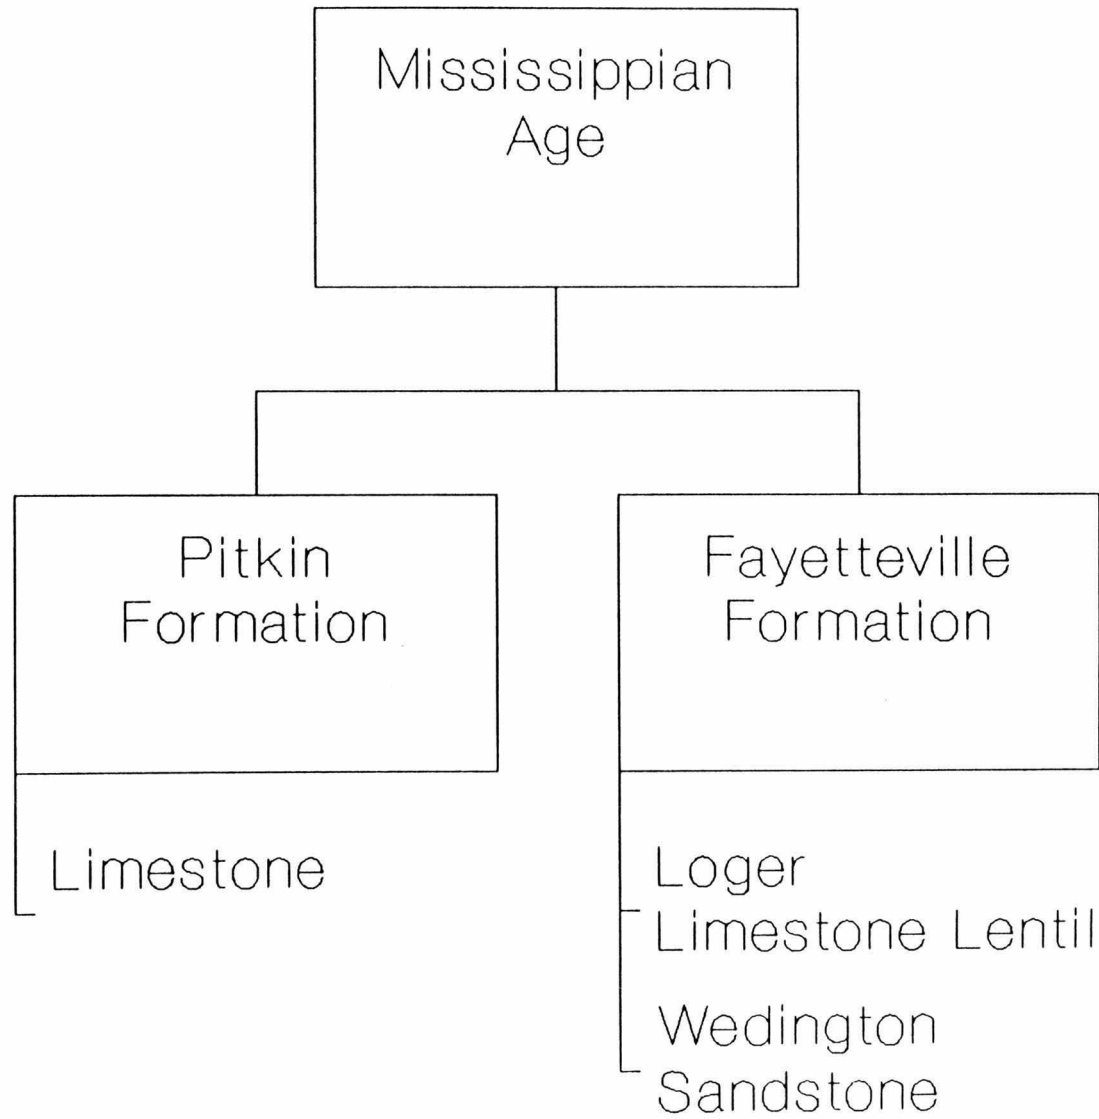 Mississippian
Age
Pitkin
Formation
Fayetteville
Formation
Limestone
Loger
Limestone Lentil
Wedington
Sandstone